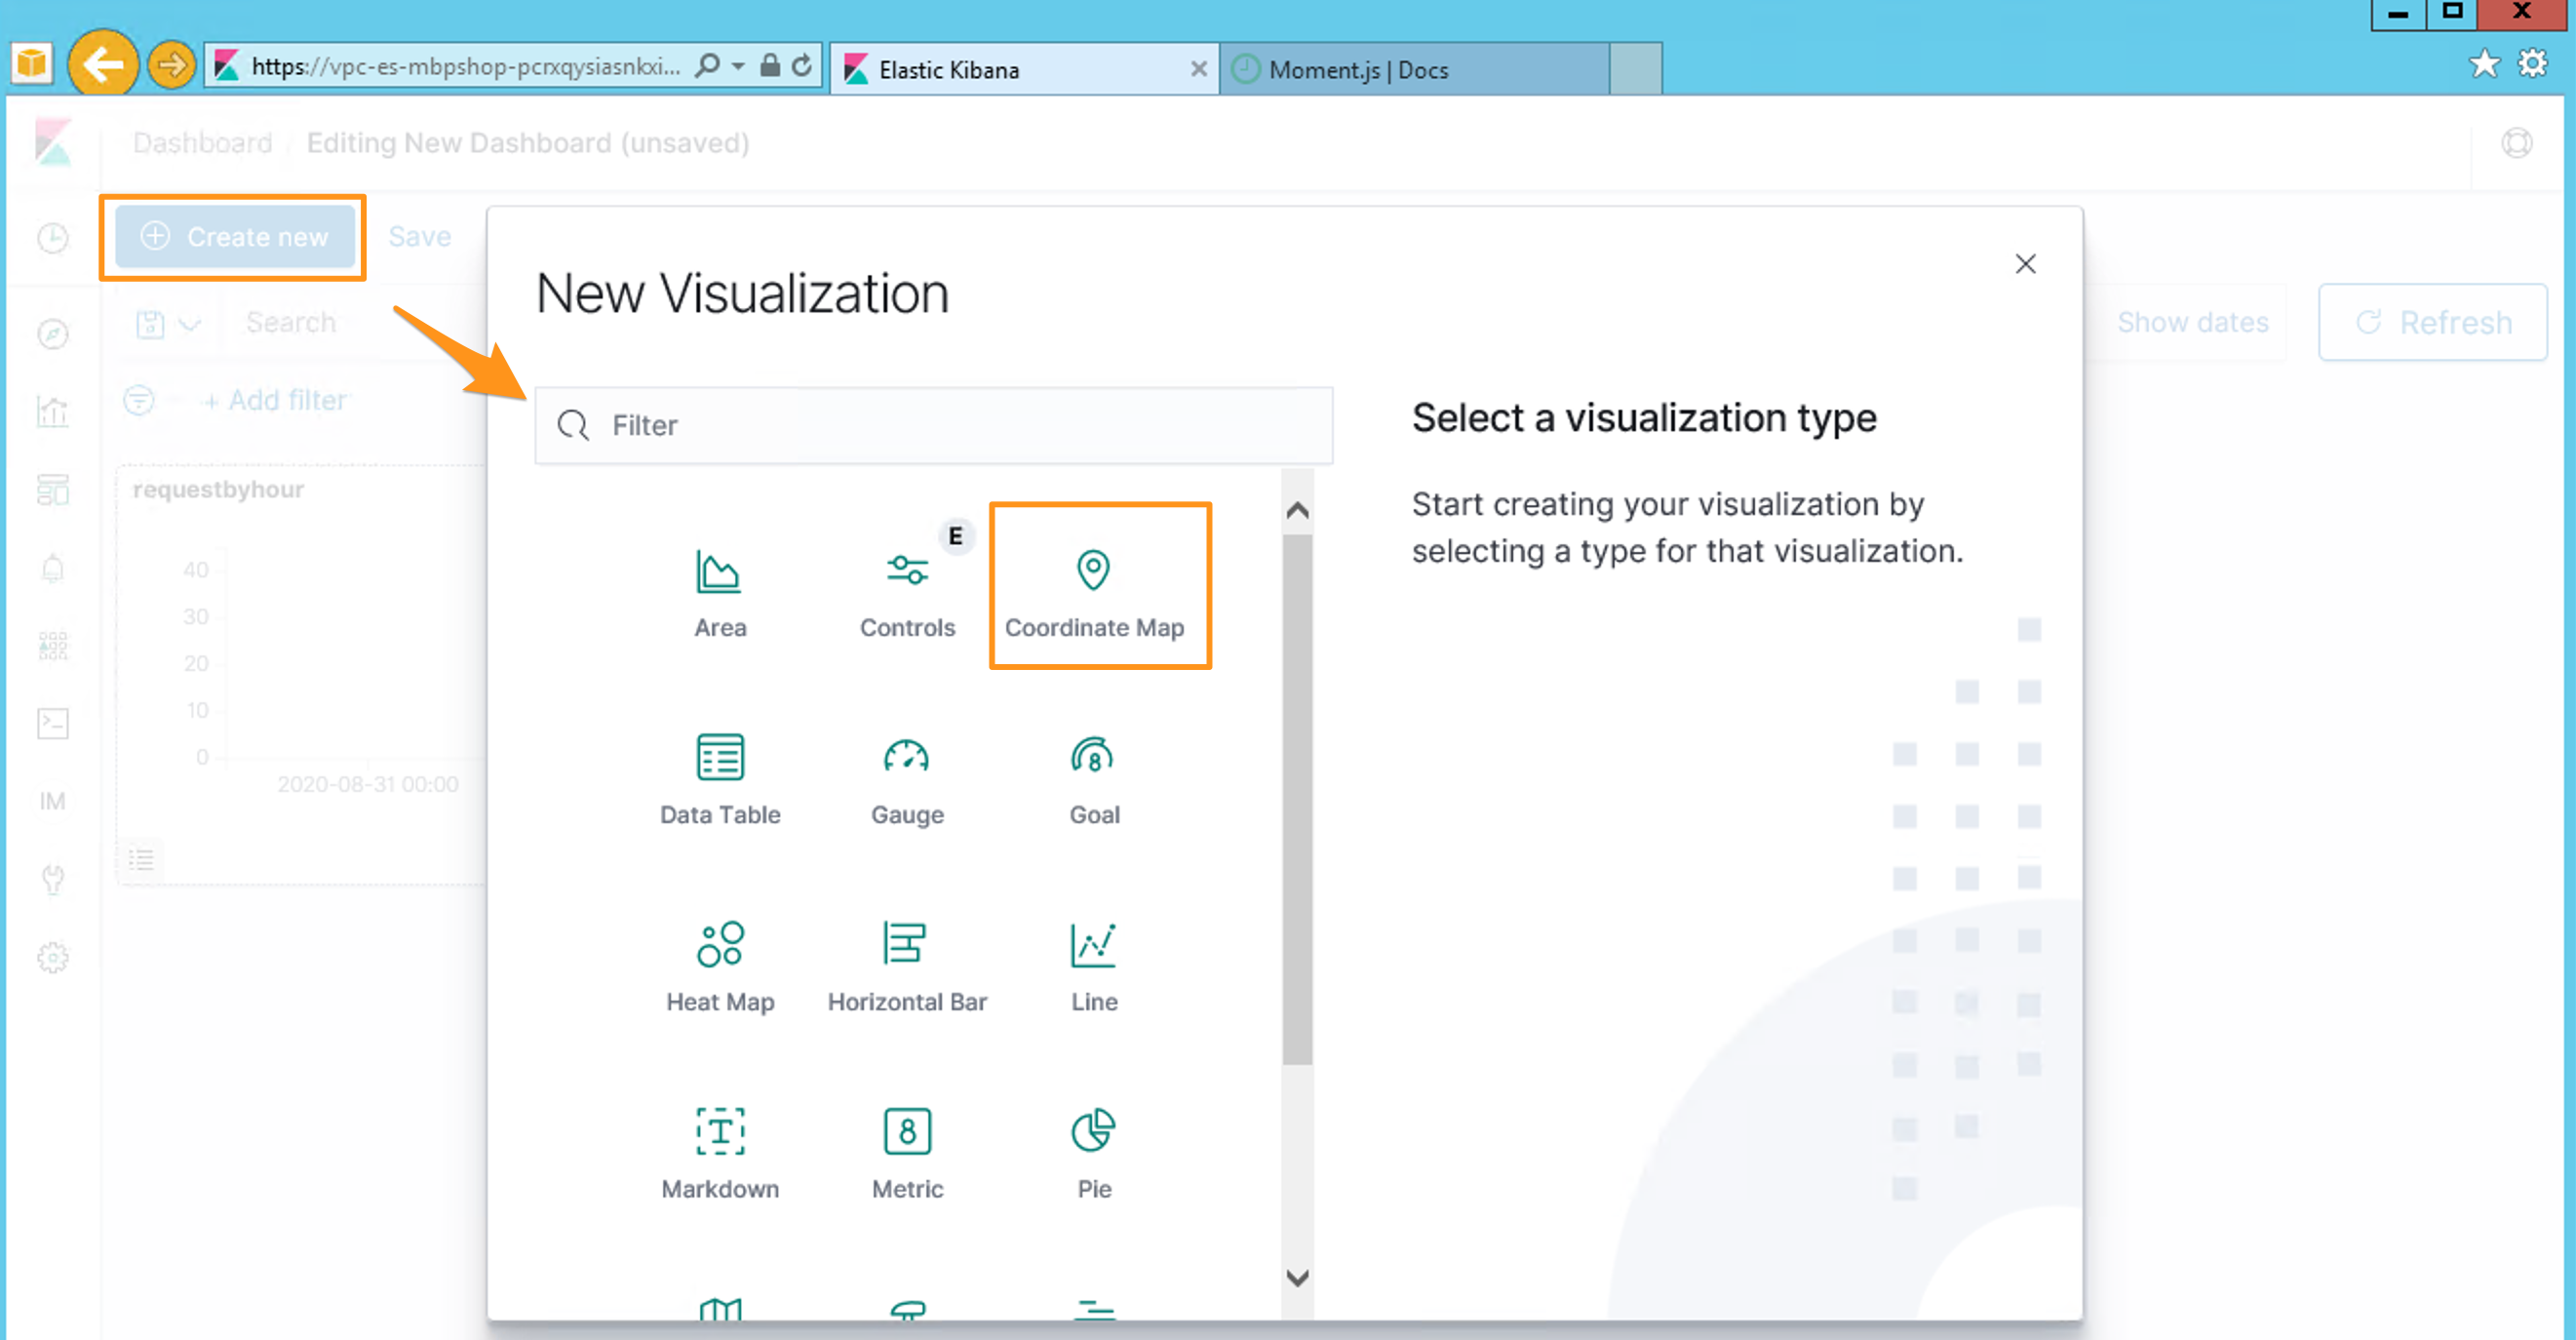 https://vpc-es-mbpshop-pcrxqysiasnkxi...
Elastic Kibana
Moment.js | Docs
Dashboard / Editing New Dashboard (unsaved)
Create new
Save
New Visualization
Search
Show dates
Refresh
+ Add filter
Filter
Select a visualization type
Start creating your visualization by
selecting a type for that visualization.
requestbyhour
40
30
20
10
0
2020-08-31 00:00
IM
E
Area
Controls
Coordinate Map
Data Table
Gauge
8
Goal
Heat Map
Horizontal Bar
Line
T
8
Markdown
Metric
Pie